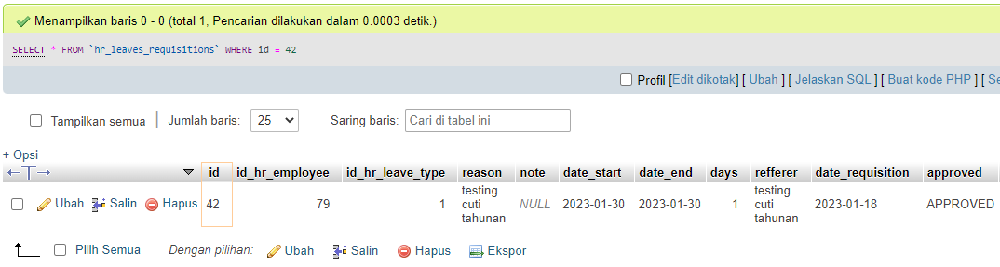 Menampilkan baris 0 - 0 (total 1, Pencarian dilakukan dalam 0.0003 detik.)
SELECT * FROM `hr_leaves_requisitions` WHERE id = 42
Profil [Edit dikotak] [ Ubah ] [ Jelaskan SQL ] [ Buat kode PHP ] [ Se
Tampilkan semua | Jumlah baris: 25 Saring baris: Cari di tabel ini
+ Opsi
←T→ id id_hr_employee id_hr_leave_type reason note date_start date_end days refferer date_requisition approved
Ubah Salin Hapus 42 79 1 testing cuti tahunan NULL 2023-01-30 2023-01-30 1 testing cuti tahunan 2023-01-18 APPROVED
Pilih Semua Dengan pilihan: Ubah Salin Hapus Ekspor